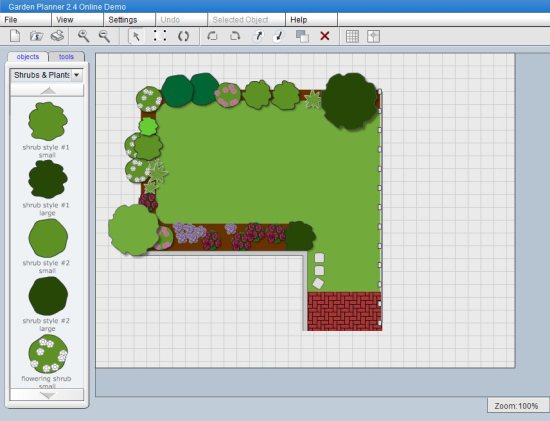 Garden Planner 2.4 Online Demo
File View Settings Undo Selected Object Help
objects tools
Shrubs & Plants
shrub style #1
small
shrub style #1
large
shrub style #2
small
shrub style #2
large
flowering shrub
small
Zoom:100%